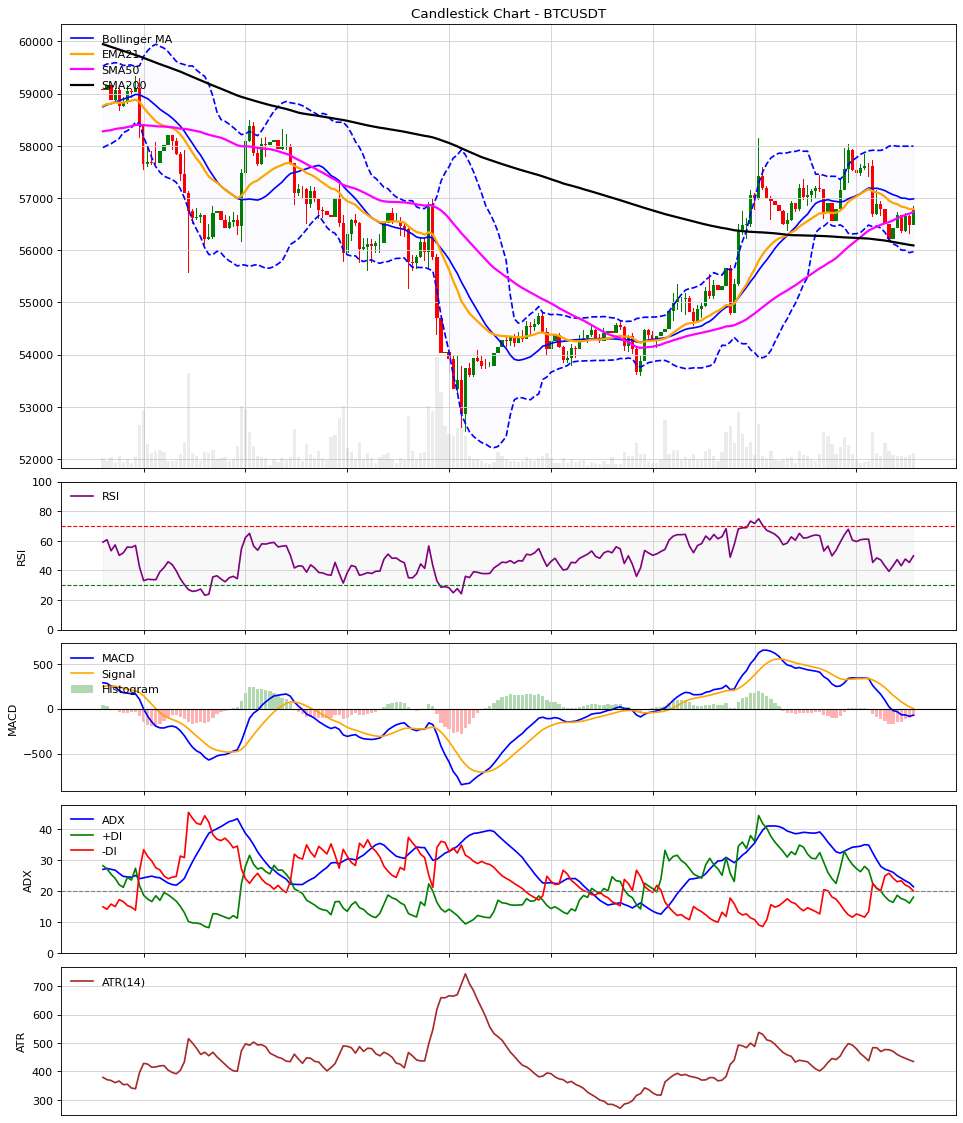 Candlestick Chart - BTCUSDT
Bollinger MA
EMA21
SMA50
SMA200
60000
59000
58000
57000
56000
55000
54000
53000
52000
RSI
100
80
60
40
20
0
RSI
MACD
Signal
Histogram
500
0
−500
MACD
ADX
+DI
-DI
40
30
20
10
0
ADX
ATR(14)
700
600
500
400
300
ATR